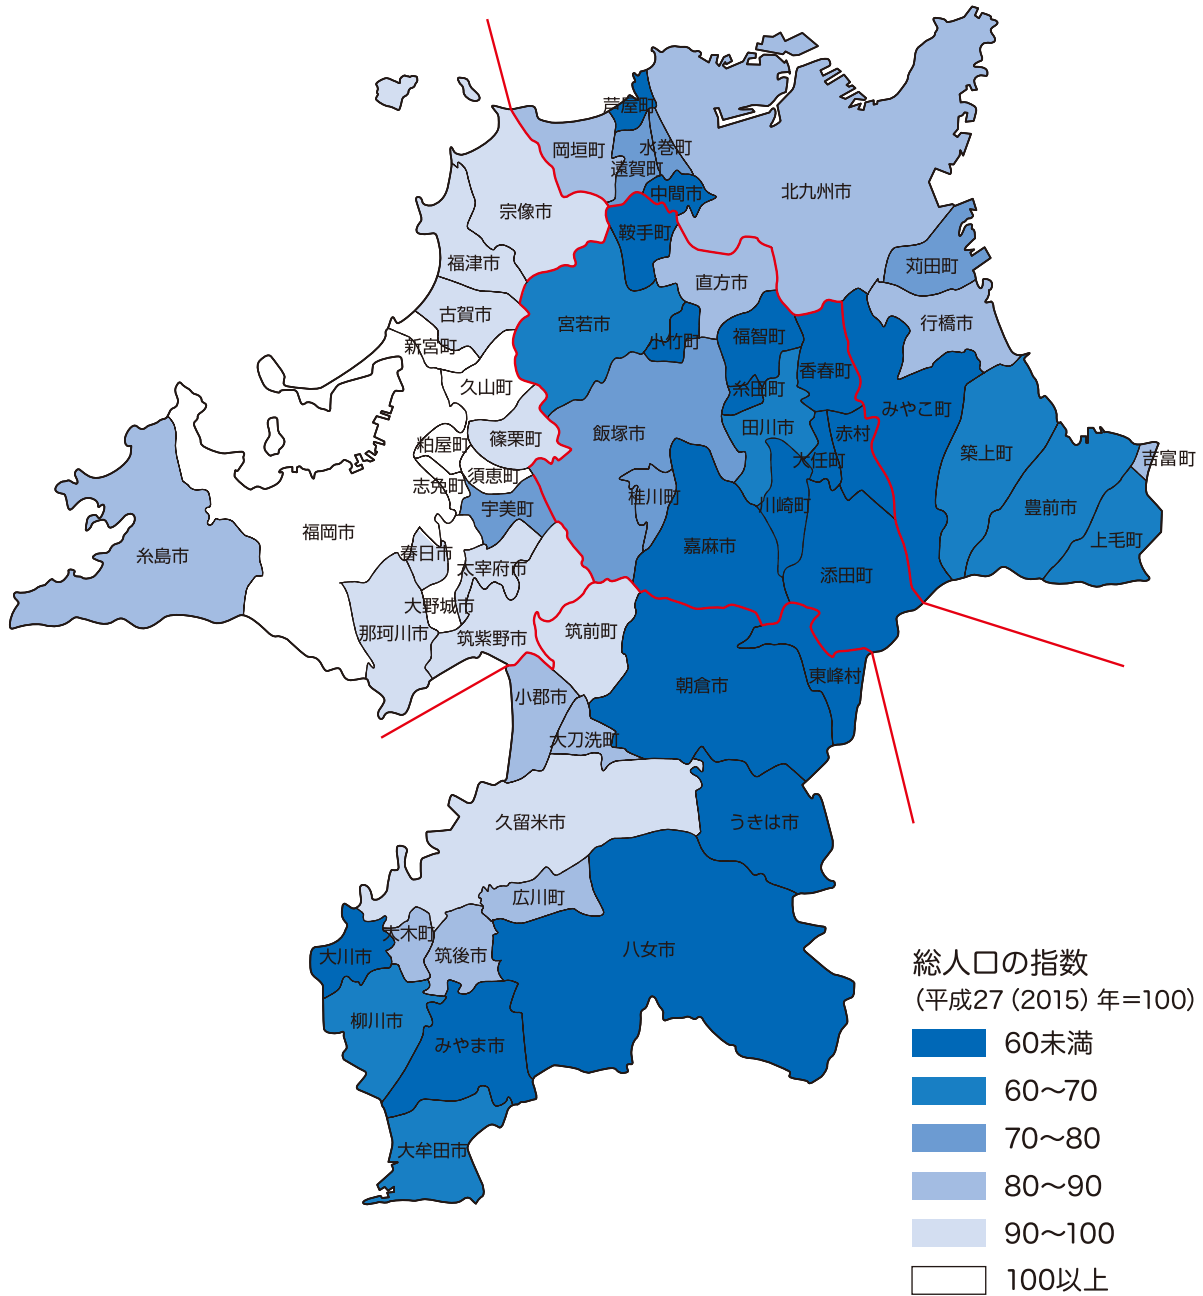 芦屋町
岡垣町
水巻町
遠賀町
中間市
北九州市
宗像市
鞍手町
福津市
苅田町
直方市
古賀市
宮若市
行橋市
新宮町
小竹町
福智町
久山町
糸田町
香春町
みやこ町
粕屋町
篠栗町
飯塚市
田川市
赤村
築上町
吉富町
須恵町
大任町
志免町
桂川町
川崎町
宇美町
豊前市
福岡市
上毛町
糸島市
春日市
嘉麻市
太宰府市
添田町
大野城市
那珂川市
筑紫野市
筑前町
東峰村
朝倉市
小郡市
大刀洗町
久留米市
うきは市
広川町
大木町
大川市
筑後市
八女市
柳川市
みやま市
大牟田市
総人口の指数
（平成27（2015）年＝100）
60未満
60～70
70～80
80～90
90～100
100以上